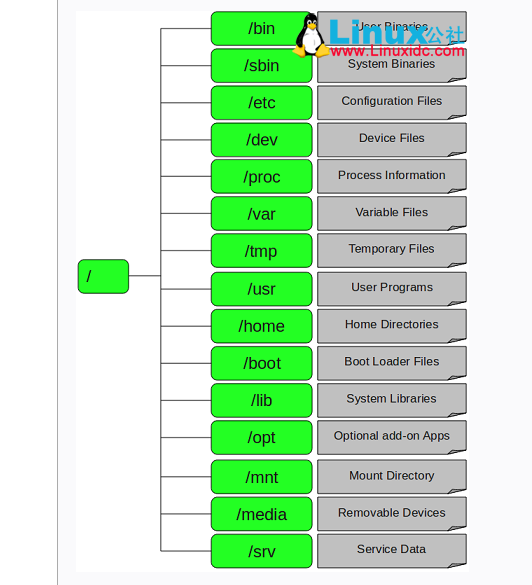 /bin
User Binaries
Linux公社
www.Linuxidc.com
/sbin
System Binaries
/etc
Configuration Files
/dev
Device Files
/proc
Process Information
/var
Variable Files
/tmp
Temporary Files
/
/usr
User Programs
/home
Home Directories
/boot
Boot Loader Files
/lib
System Libraries
/opt
Optional add-on Apps
/mnt
Mount Directory
/media
Removable Devices
/srv
Service Data